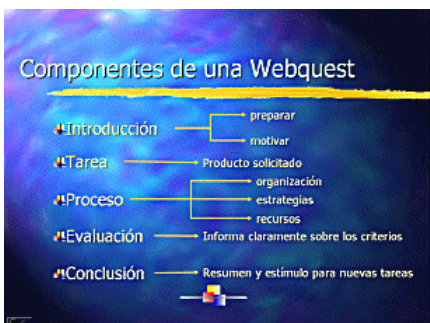 Componentes de una Webquest
Introducción
preparar
motivar
Tarea
Producto solicitado
Proceso
organización
estrategias
recursos
Evaluación
Informa claramente sobre los criterios
Conclusión
Resumen y estímulo para nuevas tareas